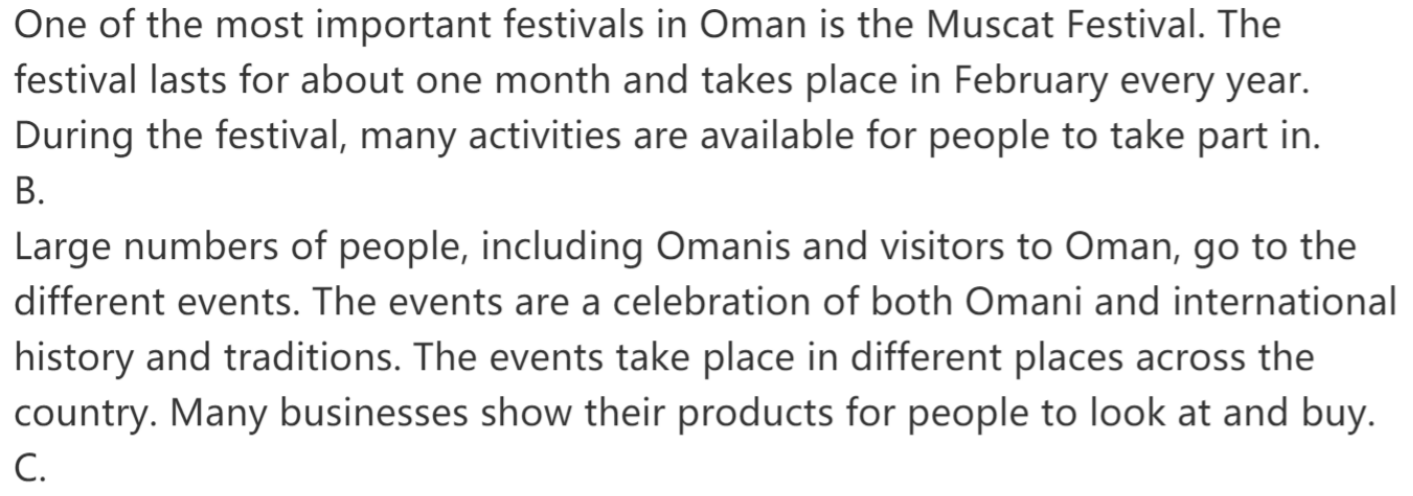 One of the most important festivals in Oman is the Muscat Festival. The
festival lasts for about one month and takes place in February every year.
During the festival, many activities are available for people to take part in.
B.
Large numbers of people, including Omanis and visitors to Oman, go to the
different events. The events are a celebration of both Omani and international
history and traditions. The events take place in different places across the
country. Many businesses show their products for people to look at and buy.
C.